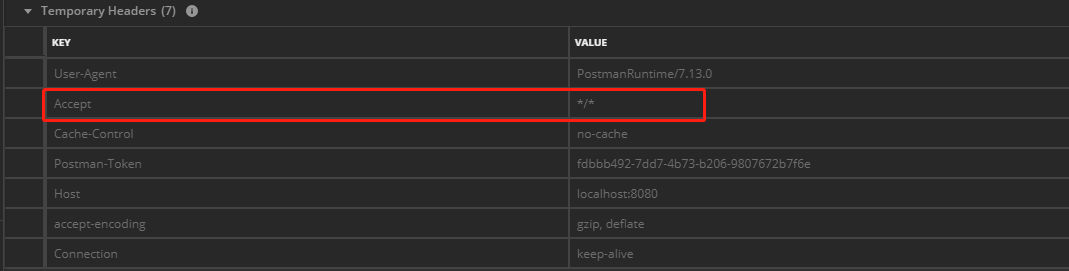 Temporary Headers (7)
KEY VALUE
User-Agent PostmanRuntime/7.13.0
Accept */*
Cache-Control no-cache
Postman-Token fdbbb492-7dd7-4b73-b206-9807672b7f6e
Host localhost:8080
accept-encoding gzip, deflate
Connection keep-alive